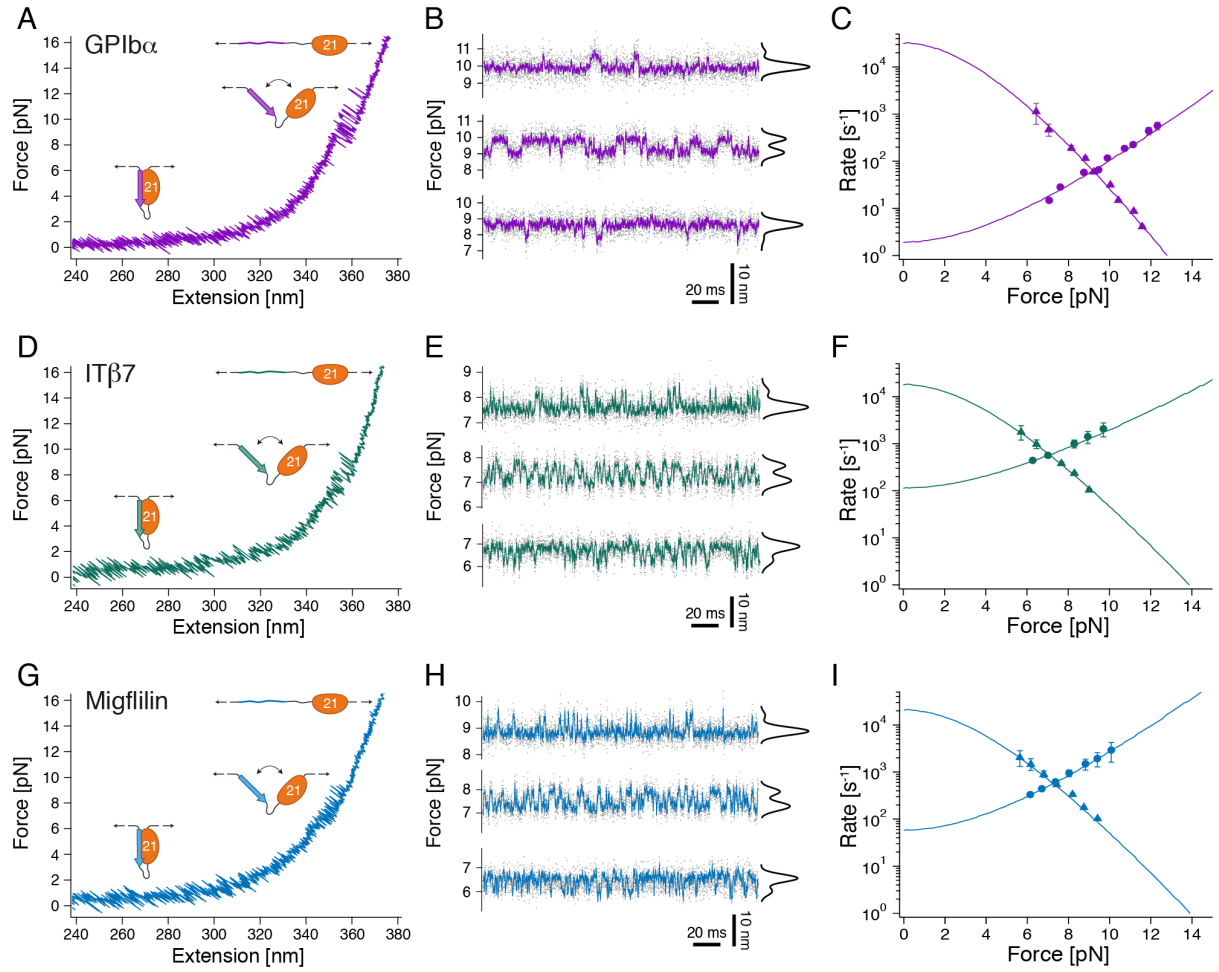 A
GPIbα
Force [pN]
16
14
12
10
8
6
4
2
0
21
21
21
240 260 280 300 320 340 360 380
Extension [nm]
B
Force [pN]
11
10
9
11
10
9
8
10
9
8
7
20 ms
10 nm
C
Rate [s⁻¹]
10⁴
10³
10²
10¹
10⁰
0 2 4 6 8 10 12 14
Force [pN]
D
ITβ7
Force [pN]
16
14
12
10
8
6
4
2
0
21
21
21
240 260 280 300 320 340 360 380
Extension [nm]
E
Force [pN]
9
8
7
8
7
6
7
6
20 ms
10 nm
F
Rate [s⁻¹]
10⁴
10³
10²
10¹
10⁰
0 2 4 6 8 10 12 14
Force [pN]
G
Migflilin
Force [pN]
16
14
12
10
8
6
4
2
0
21
21
21
240 260 280 300 320 340 360 380
Extension [nm]
H
Force [pN]
10
9
8
8
7
7
6
20 ms
10 nm
I
Rate [s⁻¹]
10⁴
10³
10²
10¹
10⁰
0 2 4 6 8 10 12 14
Force [pN]